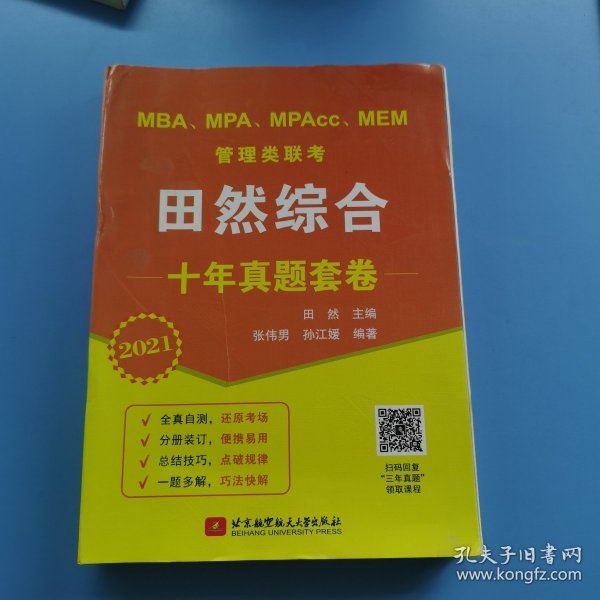 MBA、MPA、MPAcc、MEM
管理类联考
田然综合
十年真题套卷
田然 主编
张伟男 孙江媛 编著
2021
√ 全真自测，还原考场
√ 分册装订，便携易用
√ 总结技巧，点破规律
√ 一题多解，巧法快解
扫码回复
“三年真题”
领取课程
北京航空航天大学出版社
BEIHANG UNIVERSITY PRESS
孔夫子旧书网
www.kongfz.com